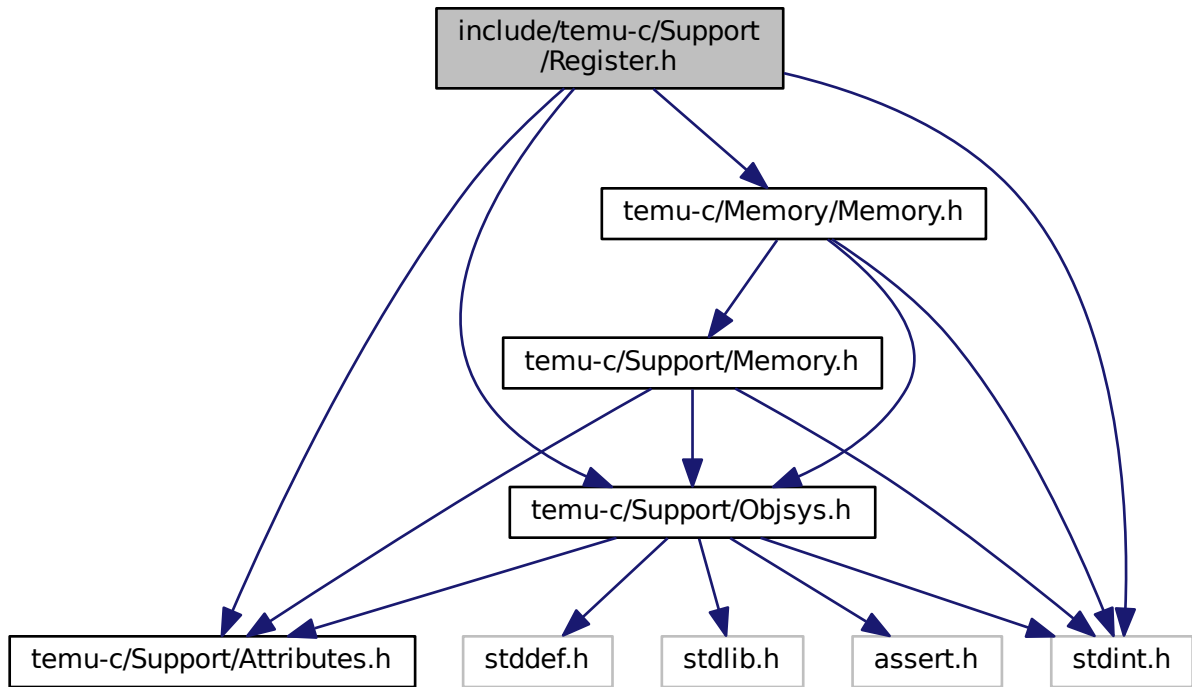 include/temu-c/Support
/Register.h
temu-c/Memory/Memory.h
temu-c/Support/Memory.h
temu-c/Support/Objsys.h
temu-c/Support/Attributes.h
stddef.h
stdlib.h
assert.h
stdint.h